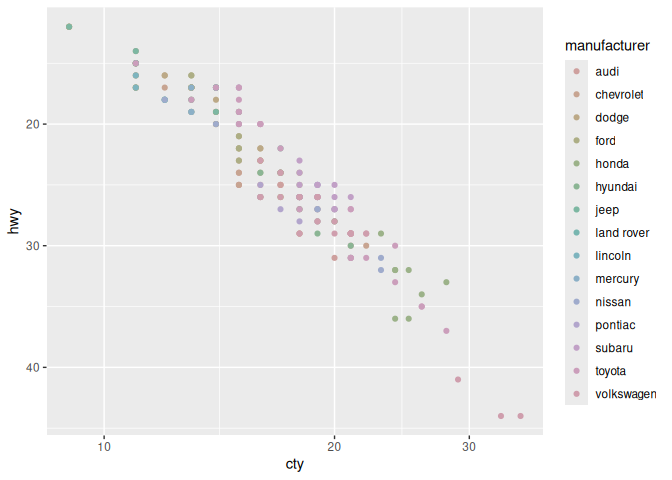 hwy
20
30
40
10
20
30
cty
manufacturer
audi
chevrolet
dodge
ford
honda
hyundai
jeep
land rover
lincoln
mercury
nissan
pontiac
subaru
toyota
volkswagen